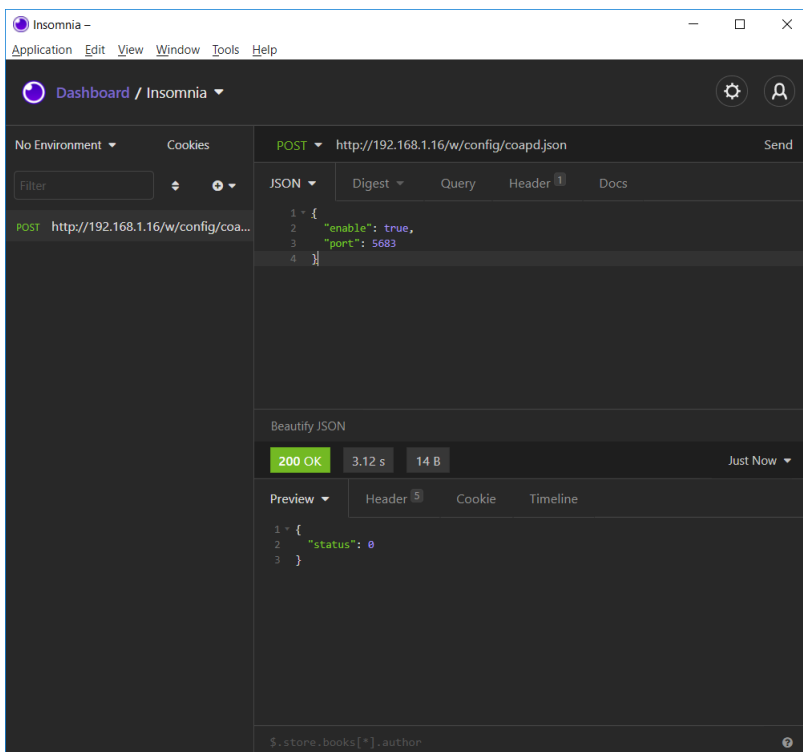 Insomnia –
Application Edit View Window Tools Help
Dashboard / Insomnia
No Environment Cookies
Filter
POST http://192.168.1.16/w/config/coa...
POST http://192.168.1.16/w/config/coapd.json Send
JSON Digest Query Header 1 Docs
1 {
2 "enable": true,
3 "port": 5683
4 }
Beautify JSON
200 OK 3.12 s 14 B Just Now
Preview Header 5 Cookie Timeline
1 {
2 "status": 0
3 }
$.store.books[*].author